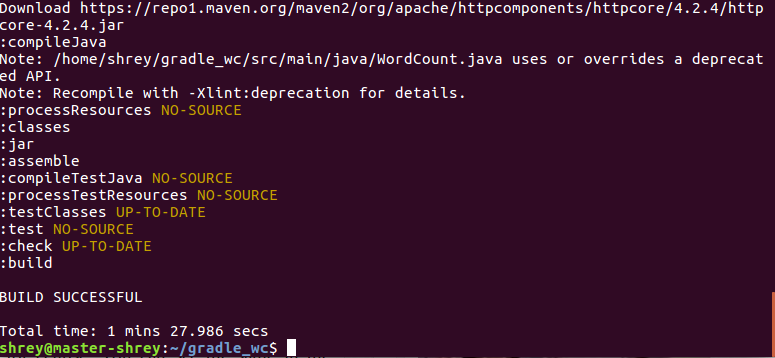 Download https://repo1.maven.org/maven2/org/apache/httpcomponents/httpcore/4.2.4/http
core-4.2.4.jar
:compileJava
Note: /home/shrey/gradle_wc/src/main/java/WordCount.java uses or overrides a deprecat
ed API.
Note: Recompile with -Xlint:deprecation for details.
:processResources NO-SOURCE
:classes
:jar
:assemble
:compileTestJava NO-SOURCE
:processTestResources NO-SOURCE
:testClasses UP-TO-DATE
:test NO-SOURCE
:check UP-TO-DATE
:build
BUILD SUCCESSFUL
Total time: 1 mins 27.986 secs
shrey@master-shrey:~/gradle_wc$